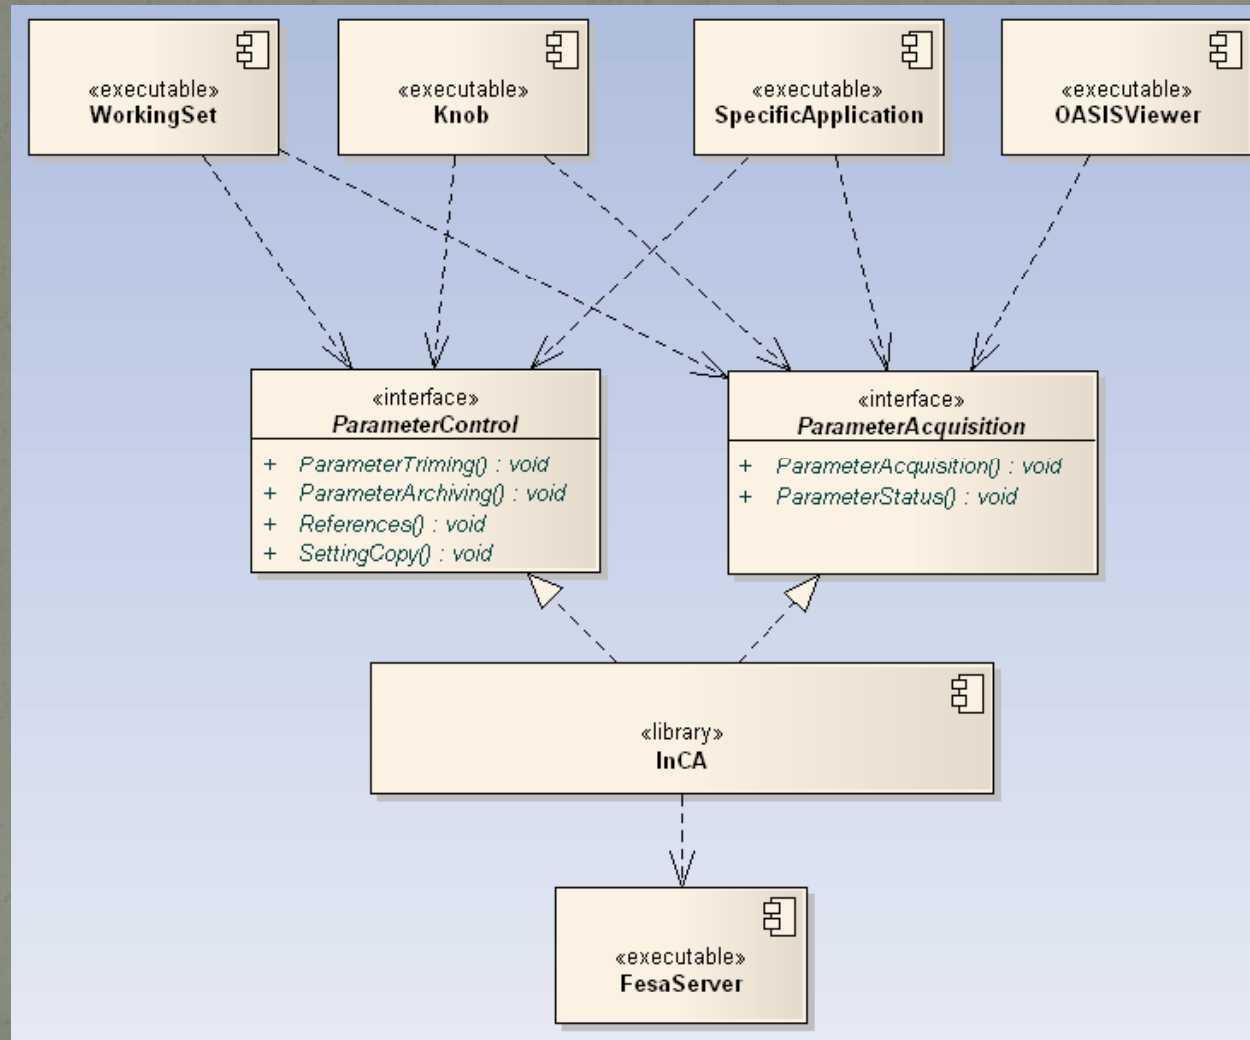 «executable»
WorkingSet
«executable»
Knob
«executable»
SpecificApplication
«executable»
OASISViewer
«interface»
ParameterControl
+ ParameterTriming() : void
+ ParameterArchiving() : void
+ References() : void
+ SettingCopy() : void
«interface»
ParameterAcquisition
+ ParameterAcquisition() : void
+ ParameterStatus() : void
«library»
InCA
«executable»
FesaServer